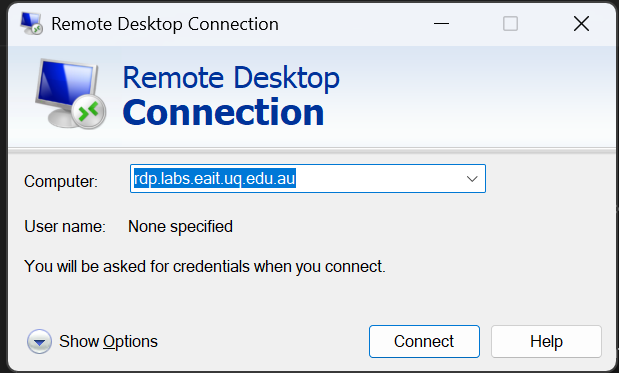 Remote Desktop Connection
Remote Desktop
Connection
Computer: rdp.labs.eait.uq.edu.au
User name: None specified
You will be asked for credentials when you connect.
Show Options Connect Help